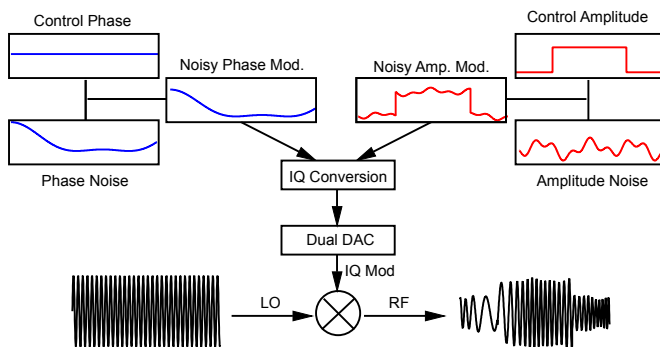 Control Phase
Control Amplitude
Noisy Phase Mod.
Noisy Amp. Mod.
Phase Noise
IQ Conversion
Amplitude Noise
Dual DAC
IQ Mod
LO
RF